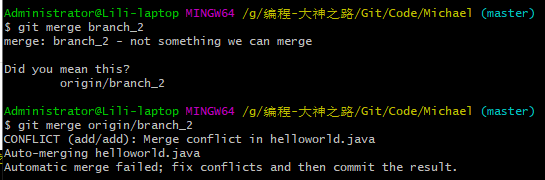 Administrator@Lili-laptop MINGW64 /g/编程-大神之路/Git/Code/Michael (master)
$ git merge branch_2
merge: branch_2 - not something we can merge
Did you mean this?
origin/branch_2
Administrator@Lili-laptop MINGW64 /g/编程-大神之路/Git/Code/Michael (master)
$ git merge origin/branch_2
CONFLICT (add/add): Merge conflict in helloworld.java
Auto-merging helloworld.java
Automatic merge failed; fix conflicts and then commit the result.